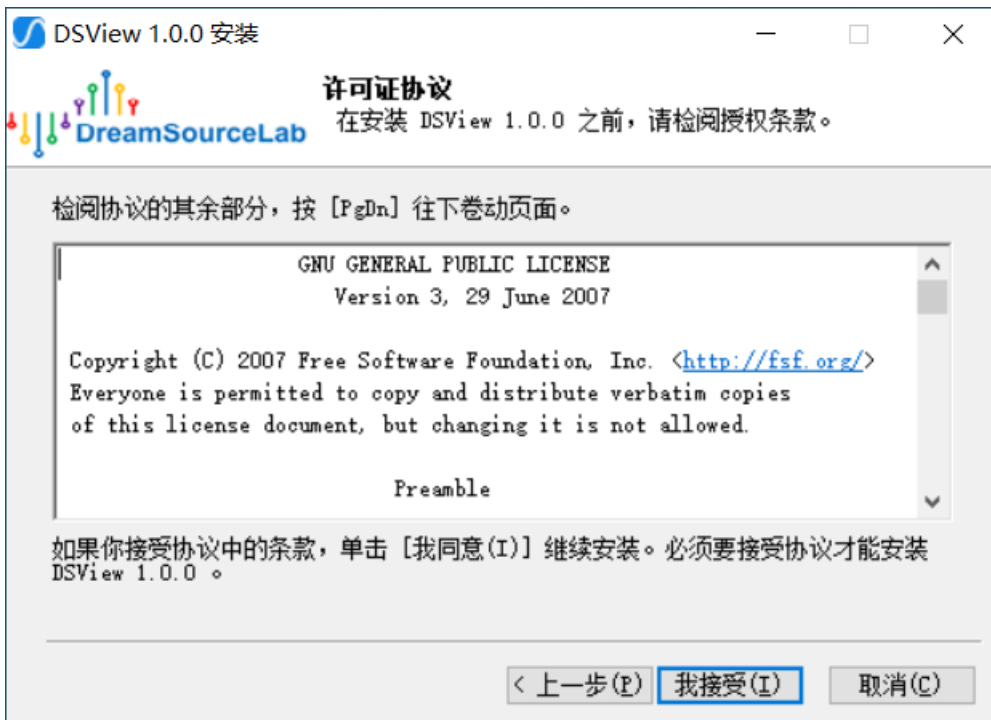 DSView 1.0.0 安装
DreamSourceLab
许可证协议
在安装 DSView 1.0.0 之前，请检阅授权条款。
检阅协议的其余部分，按 [PgDn] 往下卷动页面。
GNU GENERAL PUBLIC LICENSE
Version 3, 29 June 2007
Copyright (C) 2007 Free Software Foundation, Inc. <http://fsf.org/>
Everyone is permitted to copy and distribute verbatim copies
of this license document, but changing it is not allowed.
Preamble
如果你接受协议中的条款，单击 [我同意(I)] 继续安装。必须要接受协议才能安装
DSView 1.0.0 。
< 上一步(P) 我接受(I) 取消(C)